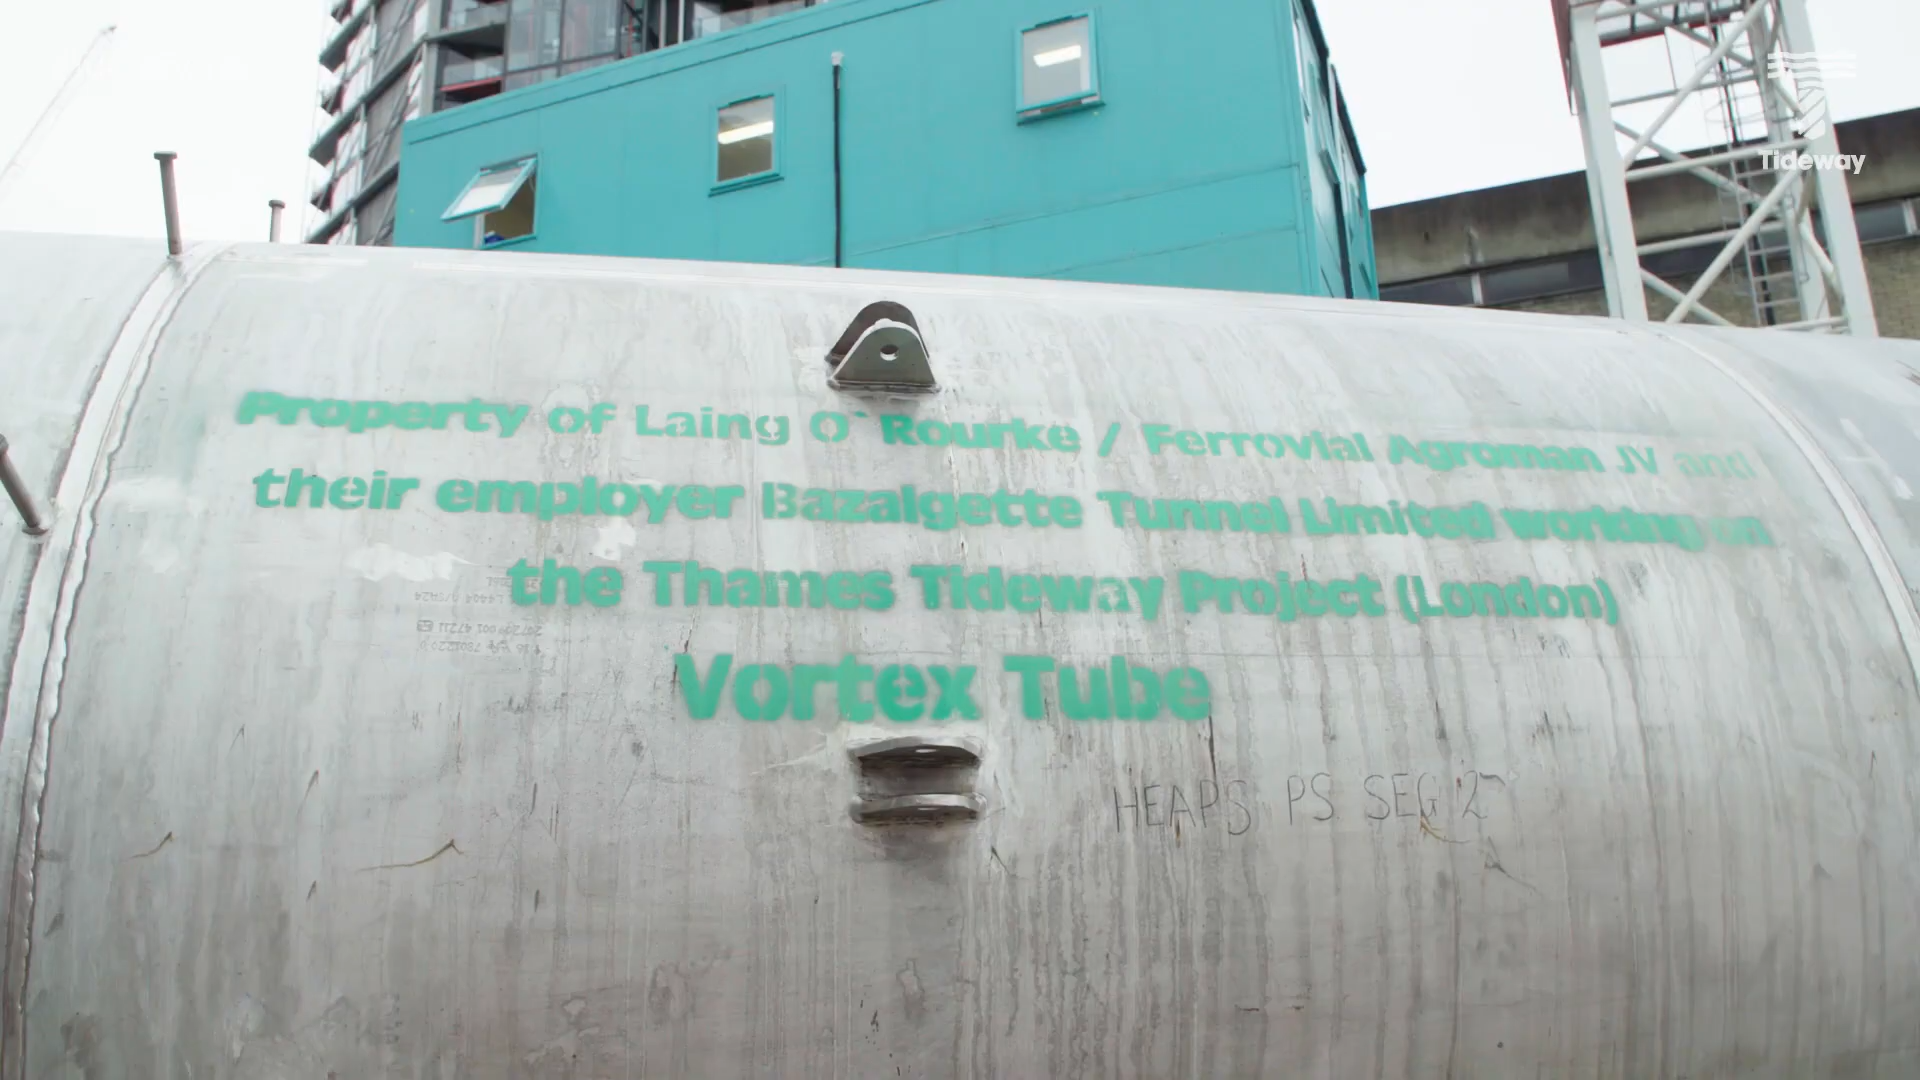 Tideway
Property of Laing O`Rourke / Ferrovial Agroman JV and
their employer Bazalgette Tunnel Limited working on
the Thames Tideway Project (London)
Vortex Tube
HEAPS PS SEG 2